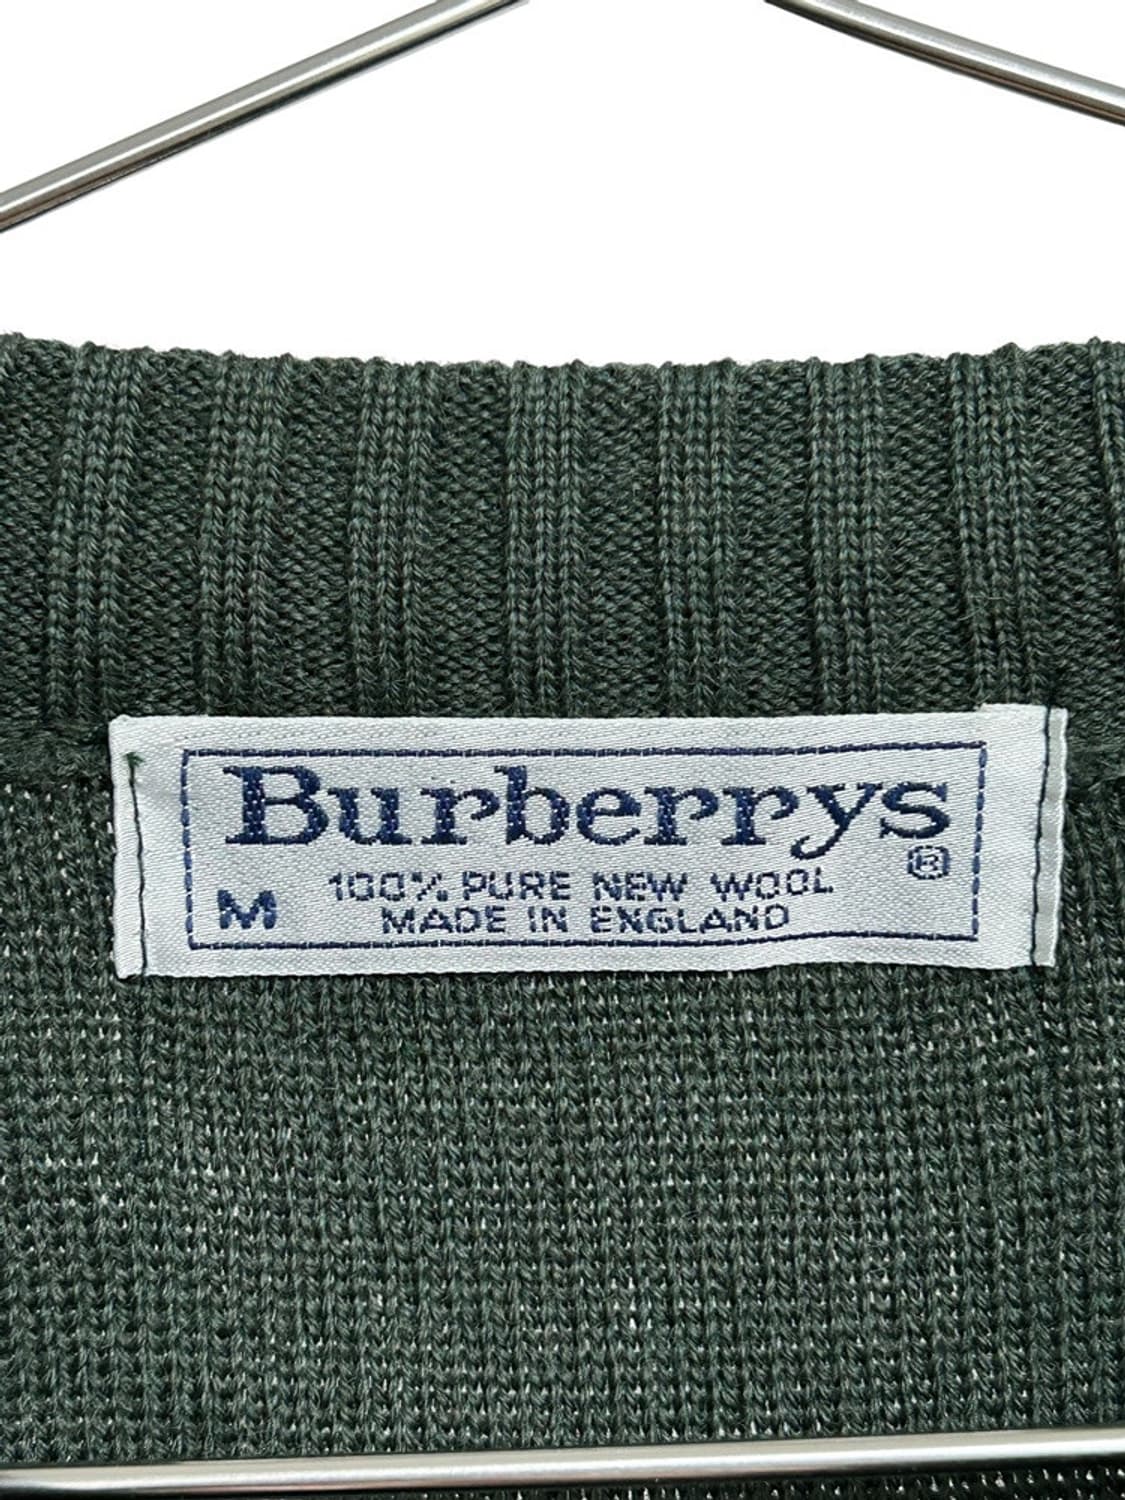 Burberrys
®
M 100% PURE NEW WOOL
MADE IN ENGLAND